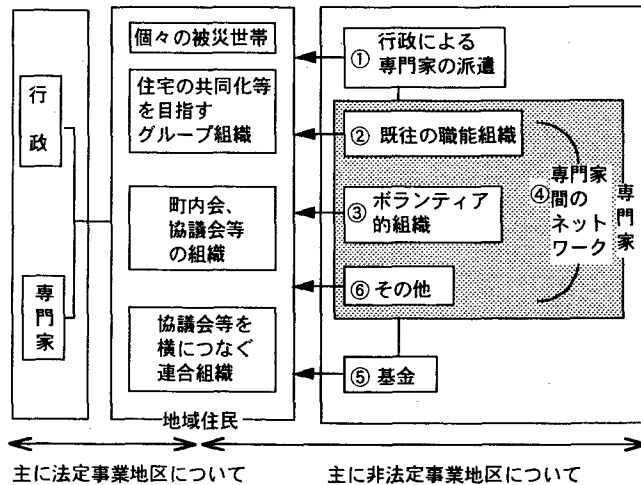 行政
専門家
個々の被災世帯
住宅の共同化等
を目指す
グループ組織
町内会、
協議会等
の組織
協議会等を
横につなぐ
連合組織
地域住民
①行政による
専門家の派遣
②既往の職能組織
③ボランティア
的組織
④専門家
間の
ネット
ワーク
専門家
⑥その他
⑤基金
主に法定事業地区について
主に非法定事業地区について